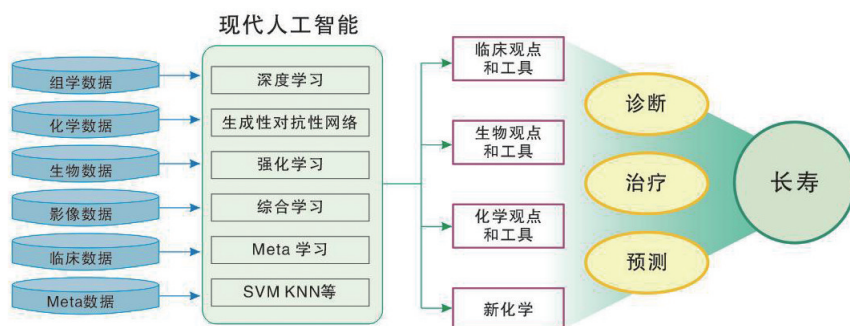 现代人工智能
组学数据
化学数据
生物数据
影像数据
临床数据
Meta数据
深度学习
生成性对抗性网络
强化学习
综合学习
Meta 学习
SVM KNN等
临床观点
和工具
生物观点
和工具
化学观点
和工具
新化学
诊断
治疗
预测
长寿